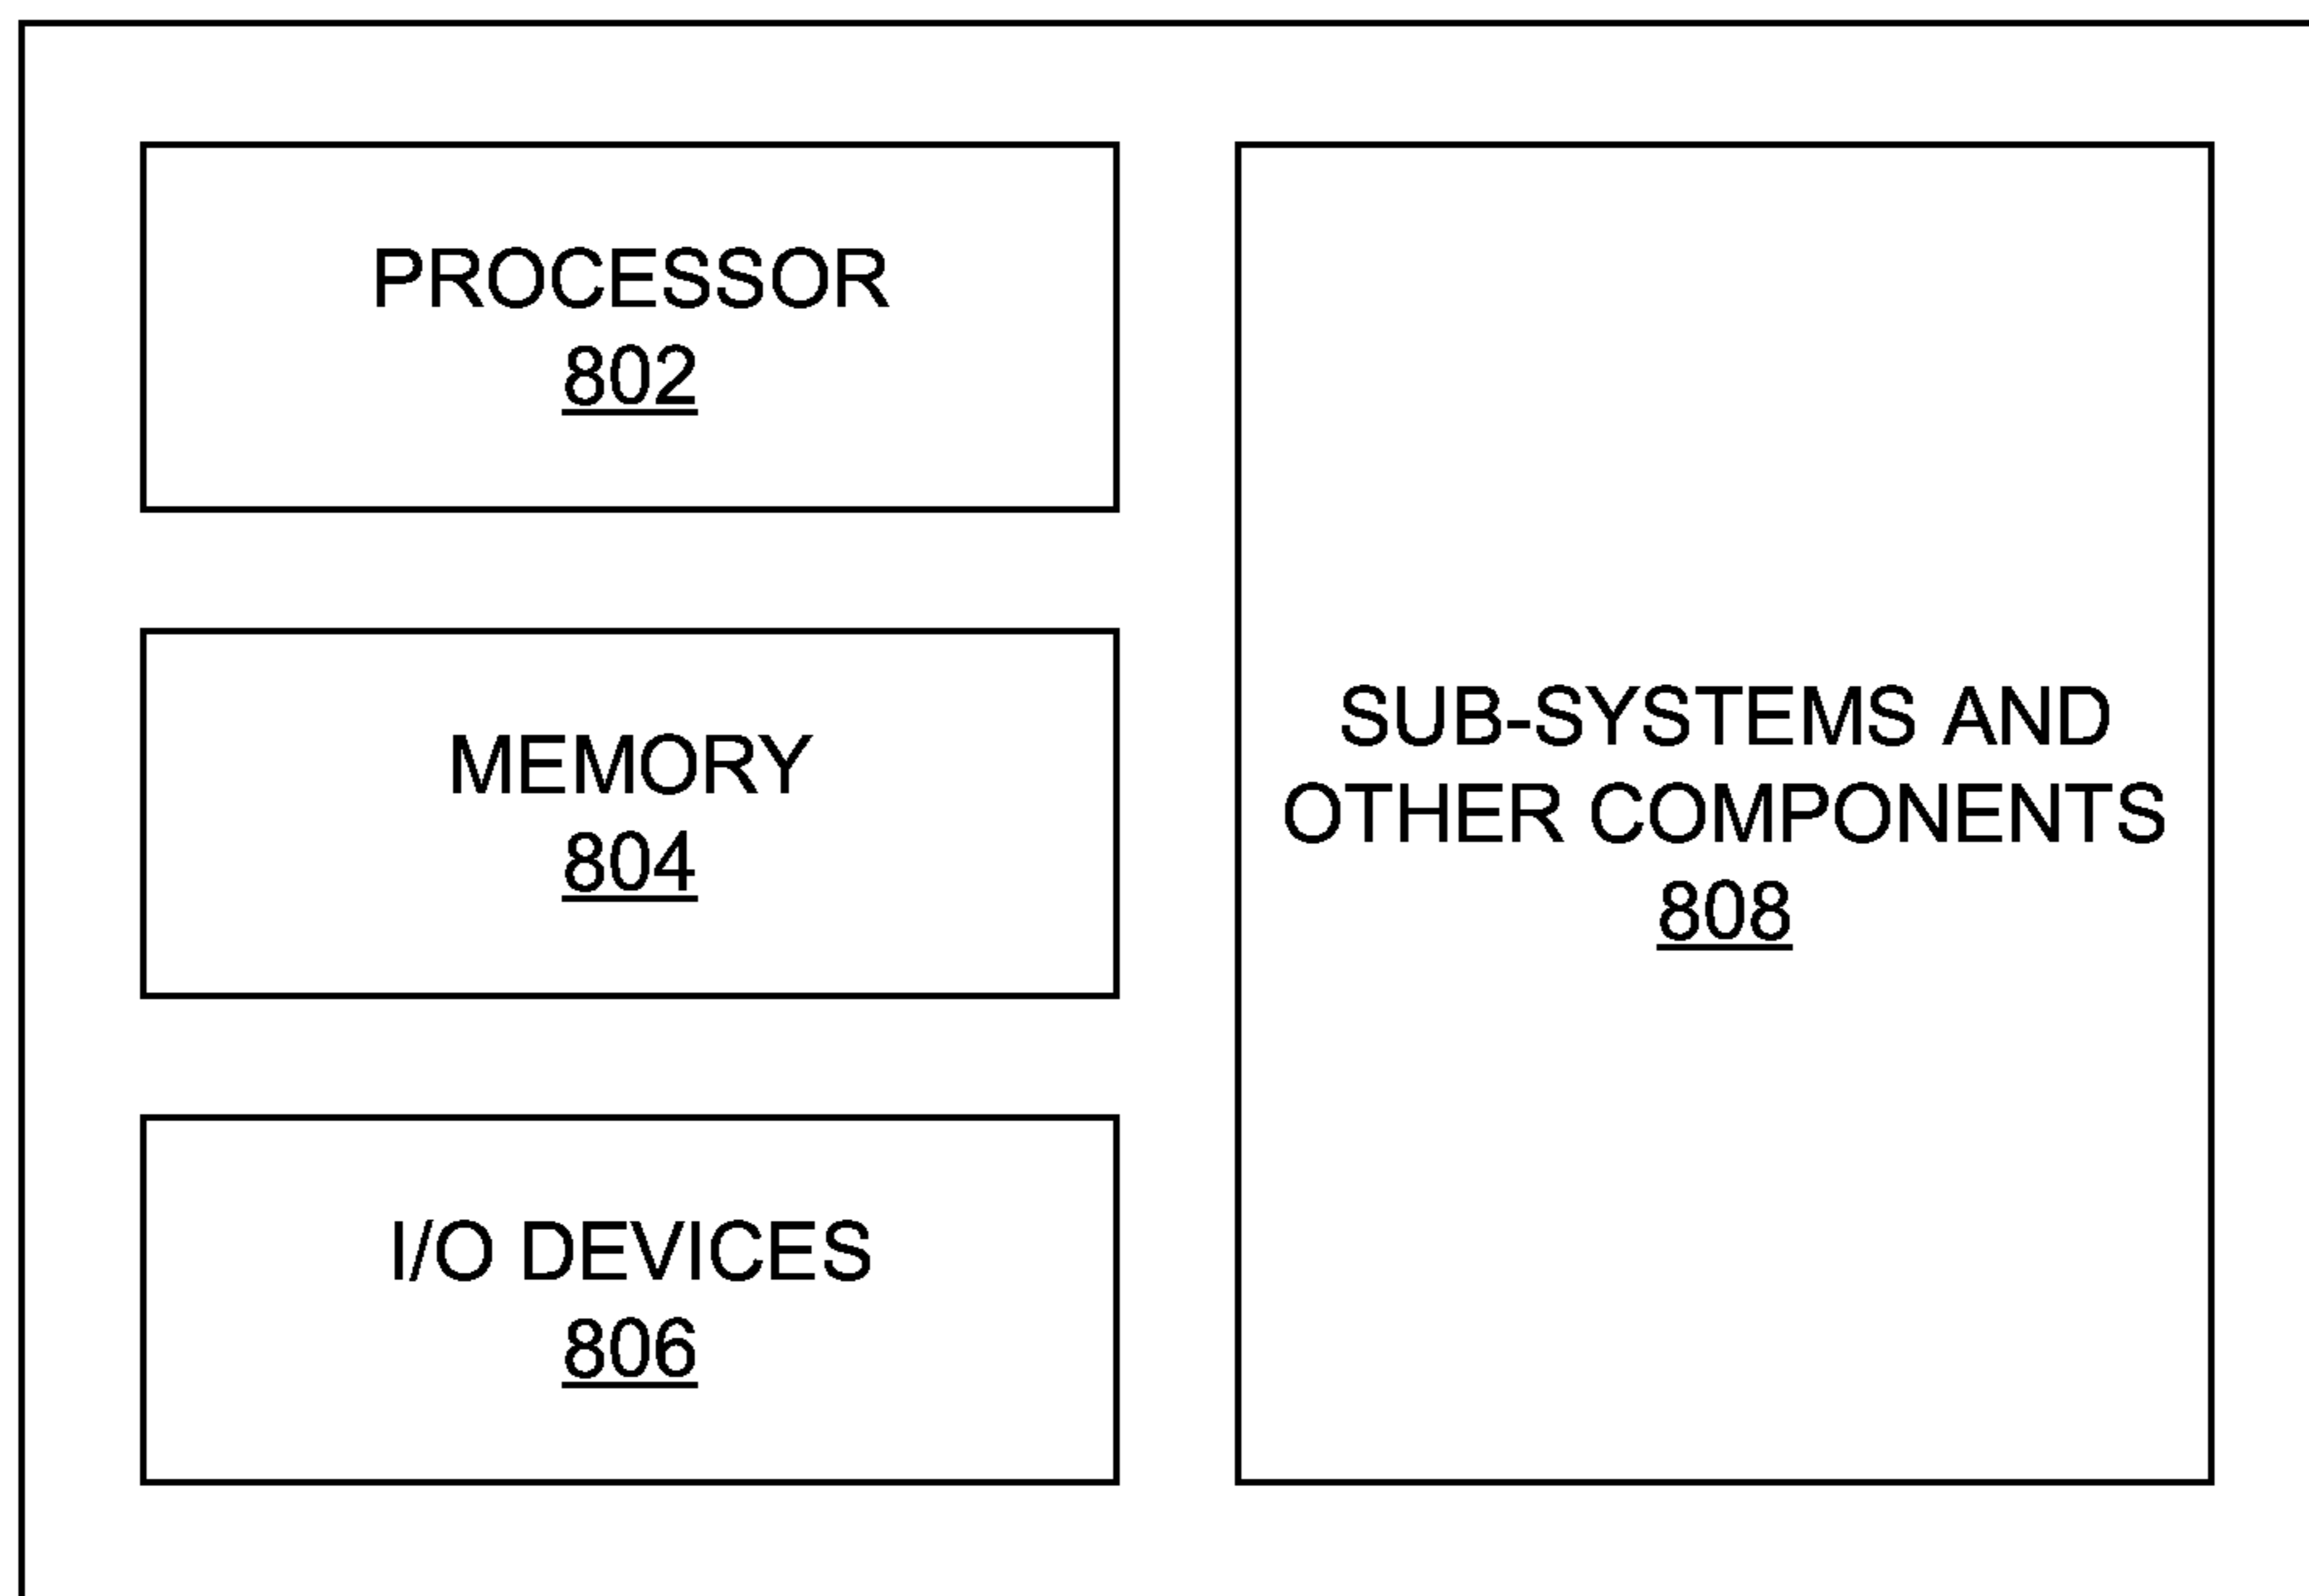 PROCESSOR
802
MEMORY
804
I/O DEVICES
806
SUB-SYSTEMS AND
OTHER COMPONENTS
808